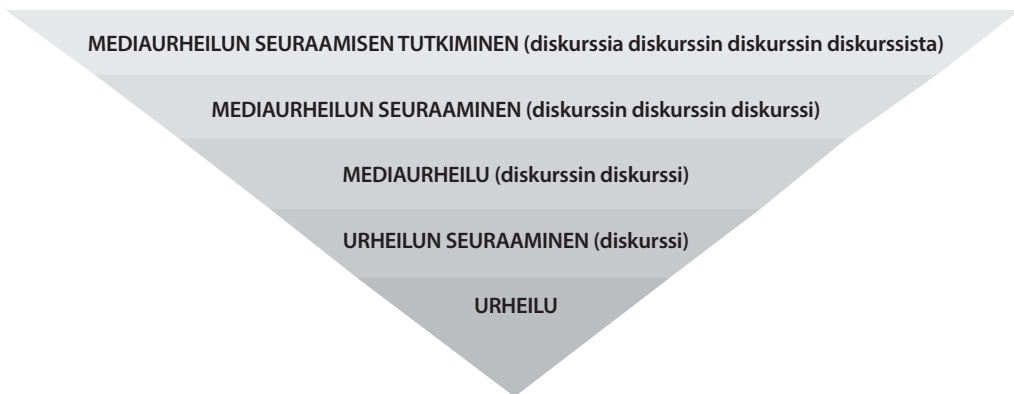 MEDIAURHEILUN SEURAAMISEN TUTKIMINEN (diskurssia diskurssin diskurssin diskurssista)
MEDIAURHEILUN SEURAAMINEN (diskurssin diskurssin diskurssi)
MEDIAURHEILU (diskurssin diskurssi)
URHEILUN SEURAAMINEN (diskurssi)
URHEILU